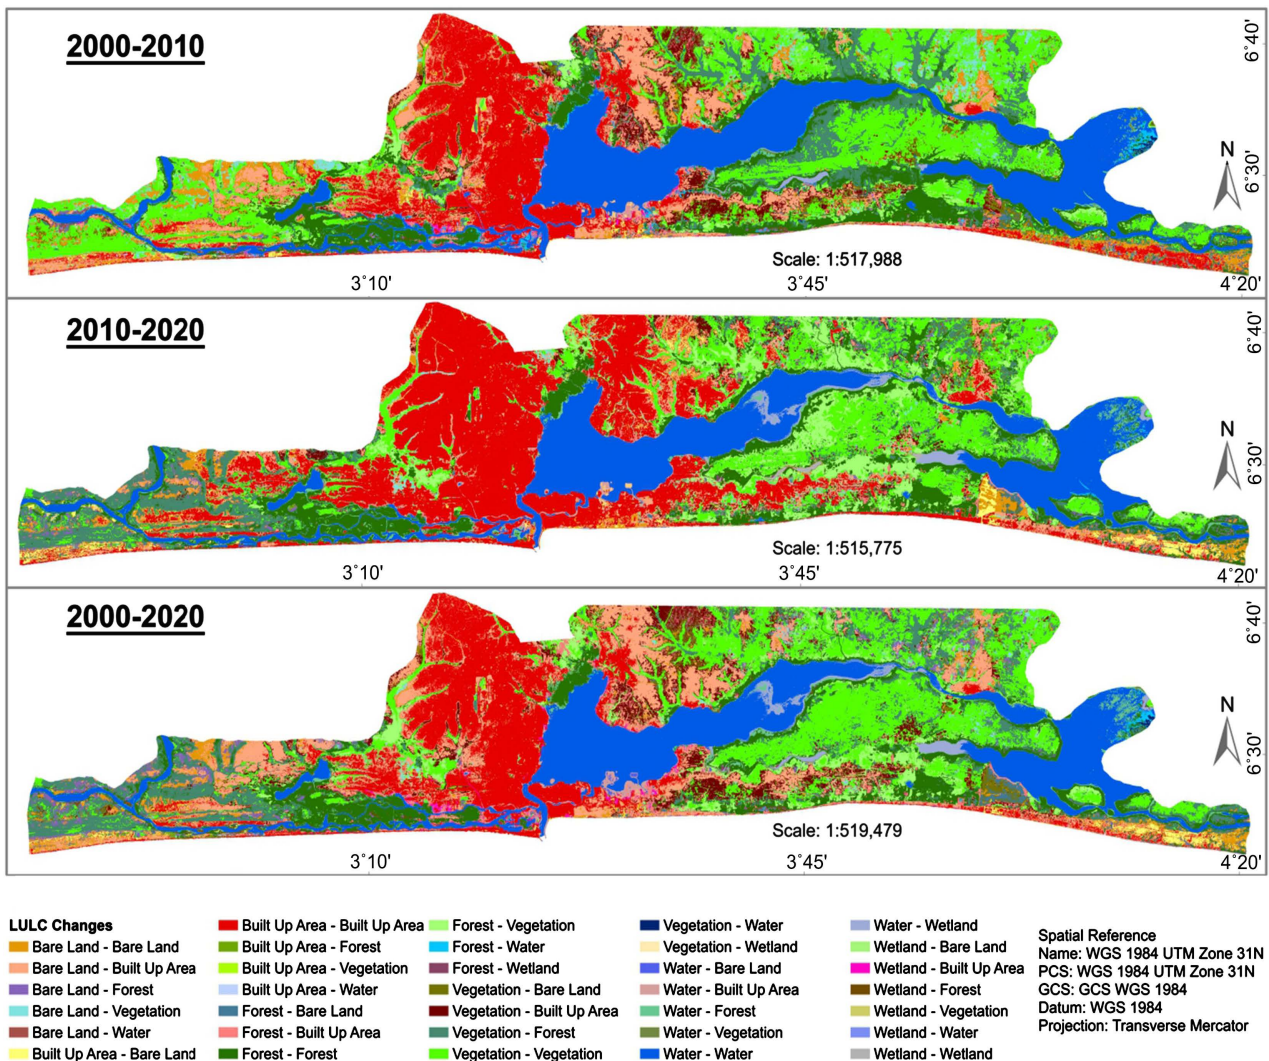 2000-2010
6°40'
N
6°30'
Scale: 1:517,988
3°10'
3°45'
4°20'
2010-2020
6°40'
N
6°30'
Scale: 1:515,775
3°10'
3°45'
4°20'
2000-2020
6°40'
N
6°30'
Scale: 1:519,479
3°10'
3°45'
4°20'
LULC Changes
Bare Land - Bare Land
Bare Land - Built Up Area
Bare Land - Forest
Bare Land - Vegetation
Bare Land - Water
Built Up Area - Bare Land
Built Up Area - Built Up Area
Built Up Area - Forest
Built Up Area - Vegetation
Built Up Area - Water
Forest - Bare Land
Forest - Built Up Area
Forest - Forest
Forest - Vegetation
Forest - Water
Forest - Wetland
Vegetation - Bare Land
Vegetation - Built Up Area
Vegetation - Forest
Vegetation - Vegetation
Vegetation - Water
Vegetation - Wetland
Water - Bare Land
Water - Built Up Area
Water - Forest
Water - Vegetation
Water - Water
Water - Wetland
Wetland - Bare Land
Wetland - Built Up Area
Wetland - Forest
Wetland - Vegetation
Wetland - Water
Wetland - Wetland
Spatial Reference
Name: WGS 1984 UTM Zone 31N
PCS: WGS 1984 UTM Zone 31N
GCS: GCS WGS 1984
Datum: WGS 1984
Projection: Transverse Mercator